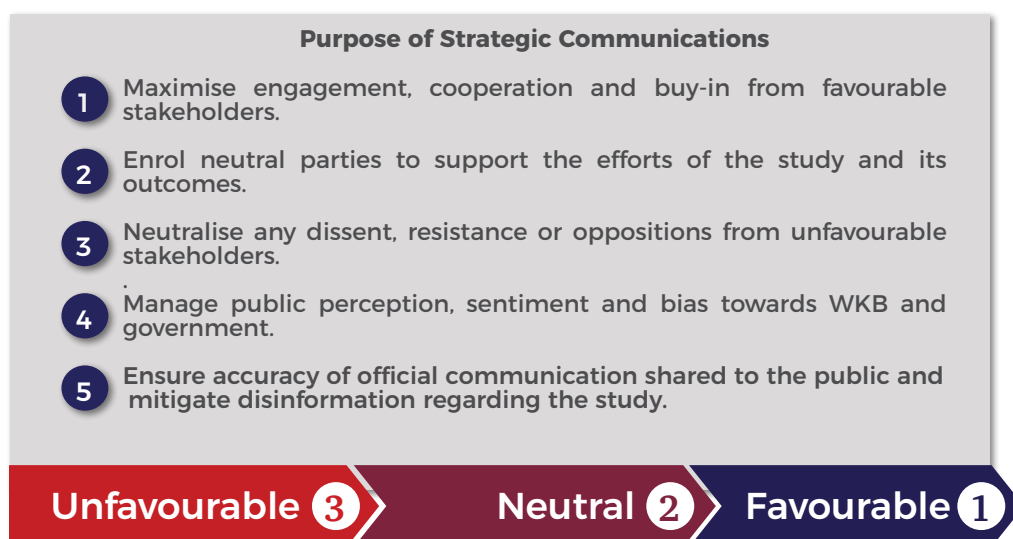 Purpose of Strategic Communications
1 Maximise engagement, cooperation and buy-in from favourable
stakeholders.
2 Enrol neutral parties to support the efforts of the study and its
outcomes.
3 Neutralise any dissent, resistance or oppositions from unfavourable
stakeholders.
.
4 Manage public perception, sentiment and bias towards WKB and
government.
5 Ensure accuracy of official communication shared to the public and
mitigate disinformation regarding the study.
Unfavourable 3 Neutral 2 Favourable 1